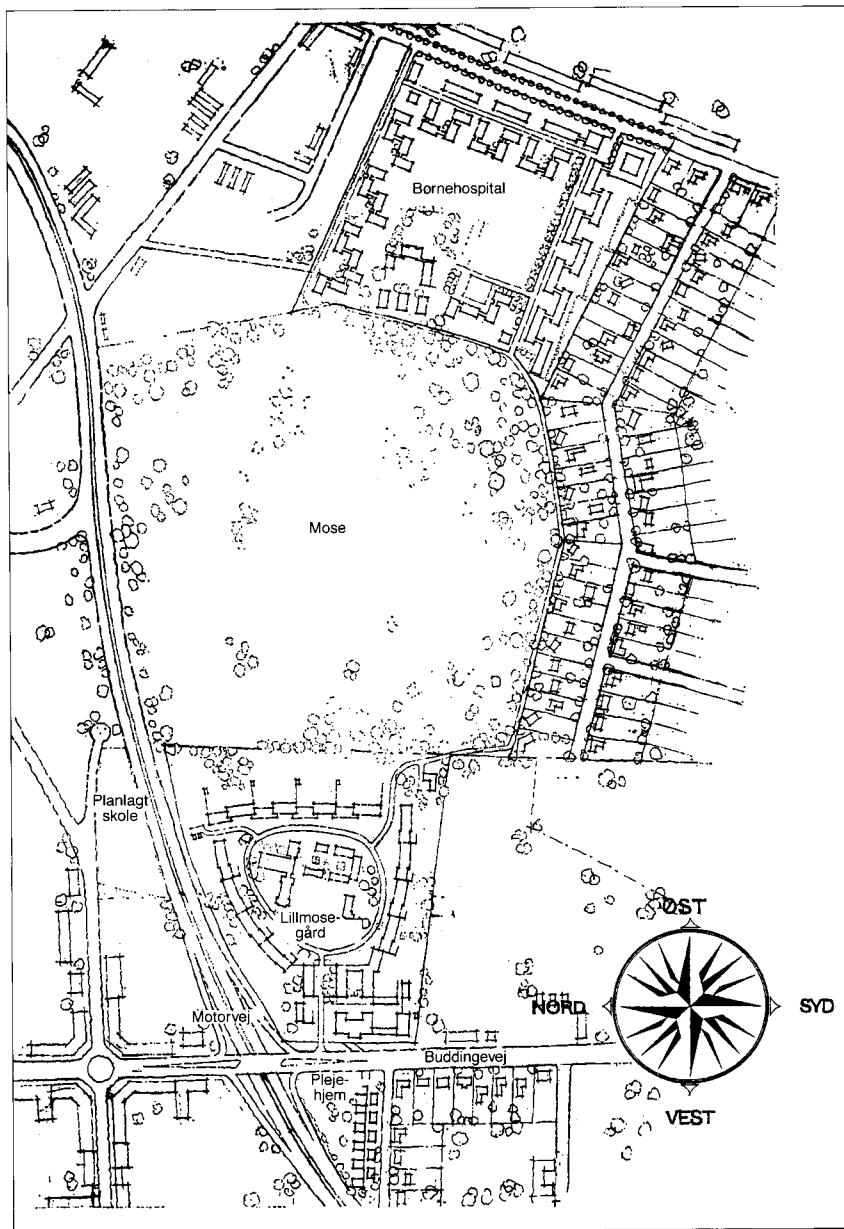 Børnehospital
Mose
Planlagt
skole
Lillmose-
gård
ØST
NORD
SYD
VEST
Motorvej
Buddingevej
Pleje-
hjem